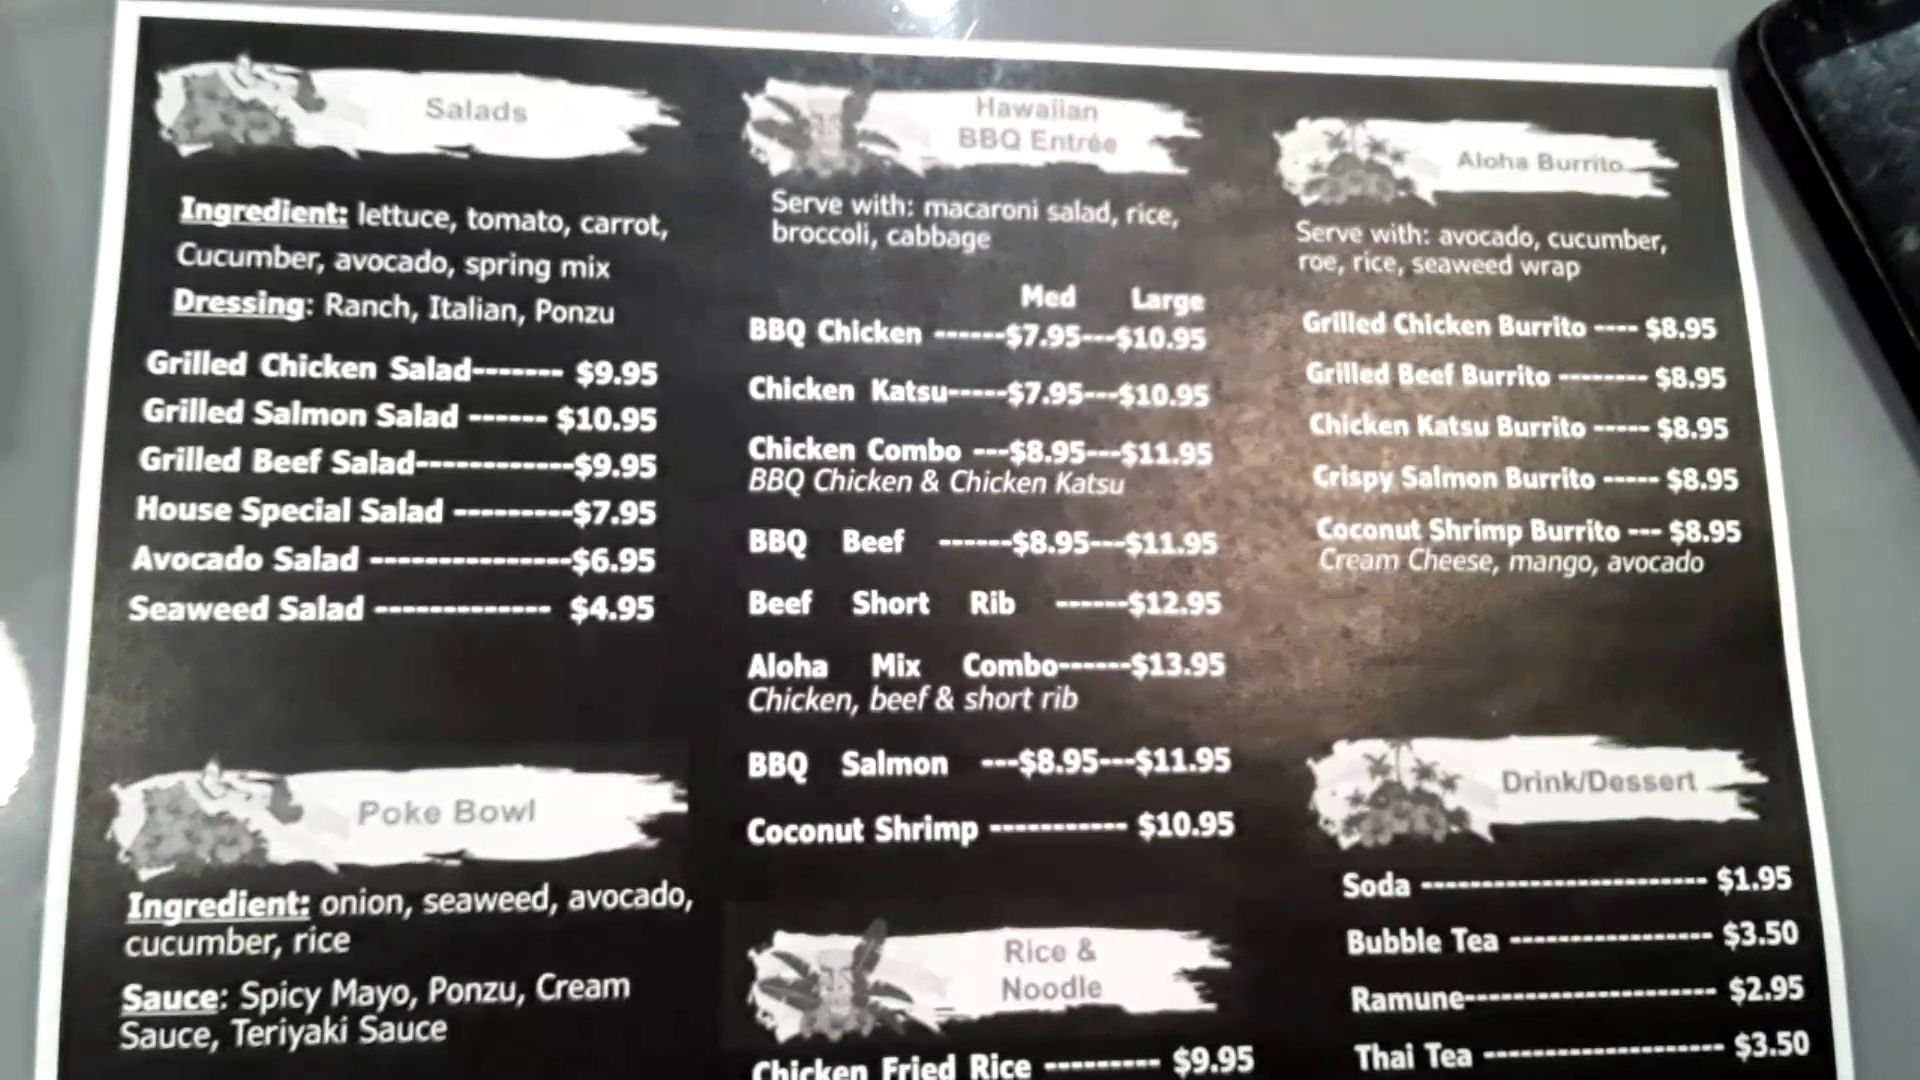 Salads
Ingredient: lettuce, tomato, carrot,
Cucumber, avocado, spring mix
Dressing: Ranch, Italian, Ponzu
Grilled Chicken Salad------- $9.95
Grilled Salmon Salad ------ $10.95
Grilled Beef Salad------------$9.95
House Special Salad ---------$7.95
Avocado Salad ---------------$6.95
Seaweed Salad ------------- $4.95
Poke Bowl
Ingredient: onion, seaweed, avocado,
cucumber, rice
Sauce: Spicy Mayo, Ponzu, Cream
Sauce, Teriyaki Sauce
Hawaiian
BBQ Entrée
Serve with: macaroni salad, rice,
broccoli, cabbage
Med Large
BBQ Chicken ------$7.95---$10.95
Chicken Katsu-----$7.95---$10.95
Chicken Combo ---$8.95---$11.95
BBQ Chicken & Chicken Katsu
BBQ Beef ------$8.95---$11.95
Beef Short Rib ------$12.95
Aloha Mix Combo------$13.95
Chicken, beef & short rib
BBQ Salmon ---$8.95---$11.95
Coconut Shrimp ----------- $10.95
Rice &
Noodle
Chicken Fried Rice --------- $9.95
Aloha Burrito
Serve with: avocado, cucumber,
roe, rice, seaweed wrap
Grilled Chicken Burrito ---- $8.95
Grilled Beef Burrito -------- $8.95
Chicken Katsu Burrito ----- $8.95
Crispy Salmon Burrito ----- $8.95
Coconut Shrimp Burrito --- $8.95
Cream Cheese, mango, avocado
Drink/Dessert
Soda ----------------------- $1.95
Bubble Tea ----------------- $3.50
Ramune--------------------- $2.95
Thai Tea -------------------- $3.50